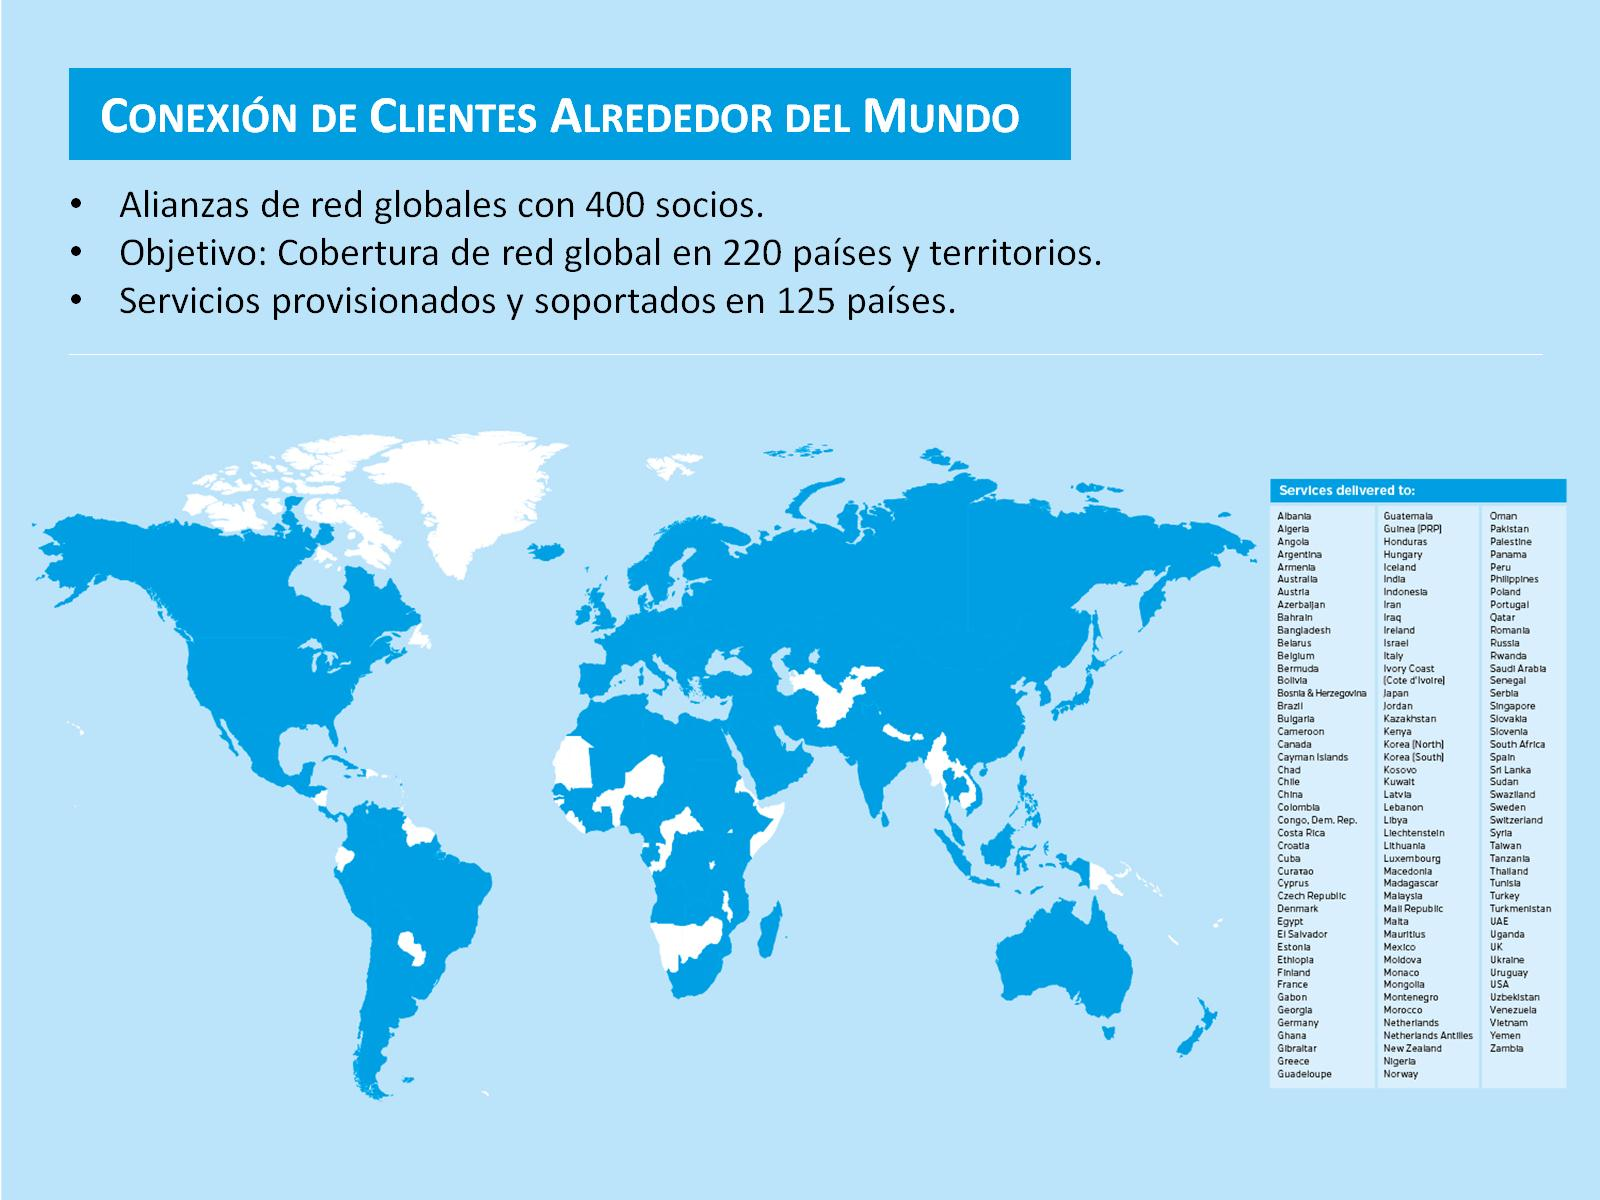 CONEXIÓN DE CLIENTES ALREDEDOR DEL MUNDO
• Alianzas de red globales con 400 socios.
• Objetivo: Cobertura de red global en 220 países y territorios.
• Servicios provisionados y soportados en 125 países.
Services delivered to:
Albania
Algeria
Angola
Argentina
Armenia
Australia
Austria
Azerbaijan
Bahrain
Bangladesh
Belarus
Belgium
Bermuda
Bolivia
Bosnia & Herzegovina
Brazil
Bulgaria
Cameroon
Canada
Cayman Islands
Chad
Chile
China
Colombia
Congo, Dem. Rep.
Costa Rica
Croatia
Cuba
Curaτao
Cyprus
Czech Republic
Denmark
Egypt
El Salvador
Estonia
Ethiopia
Finland
France
Gabon
Georgia
Germany
Ghana
Gibraltar
Greece
Guadeloupe
Guatemala
Guinea (PRP)
Honduras
Hungary
Iceland
India
Indonesia
Iran
Iraq
Ireland
Israel
Italy
Ivory Coast
(Cote d'Ivoire)
Japan
Jordan
Kazakhstan
Kenya
Korea (North)
Korea (South)
Kosovo
Kuwait
Latvia
Lebanon
Libya
Liechtenstein
Lithuania
Luxembourg
Macedonia
Madagascar
Malaysia
Mali Republic
Malta
Mauritius
Mexico
Moldova
Monaco
Mongolia
Montenegro
Morocco
Netherlands
Netherlands Antilles
New Zealand
Nigeria
Norway
Oman
Pakistan
Palestine
Panama
Peru
Philippines
Poland
Portugal
Qatar
Romania
Russia
Rwanda
Saudi Arabia
Senegal
Serbia
Singapore
Slovakia
Slovenia
South Africa
Spain
Sri Lanka
Sudan
Swaziland
Sweden
Switzerland
Syria
Taiwan
Tanzania
Thailand
Tunisia
Turkey
Turkmenistan
UAE
Uganda
UK
Ukraine
Uruguay
USA
Uzbekistan
Venezuela
Vietnam
Yemen
Zambia